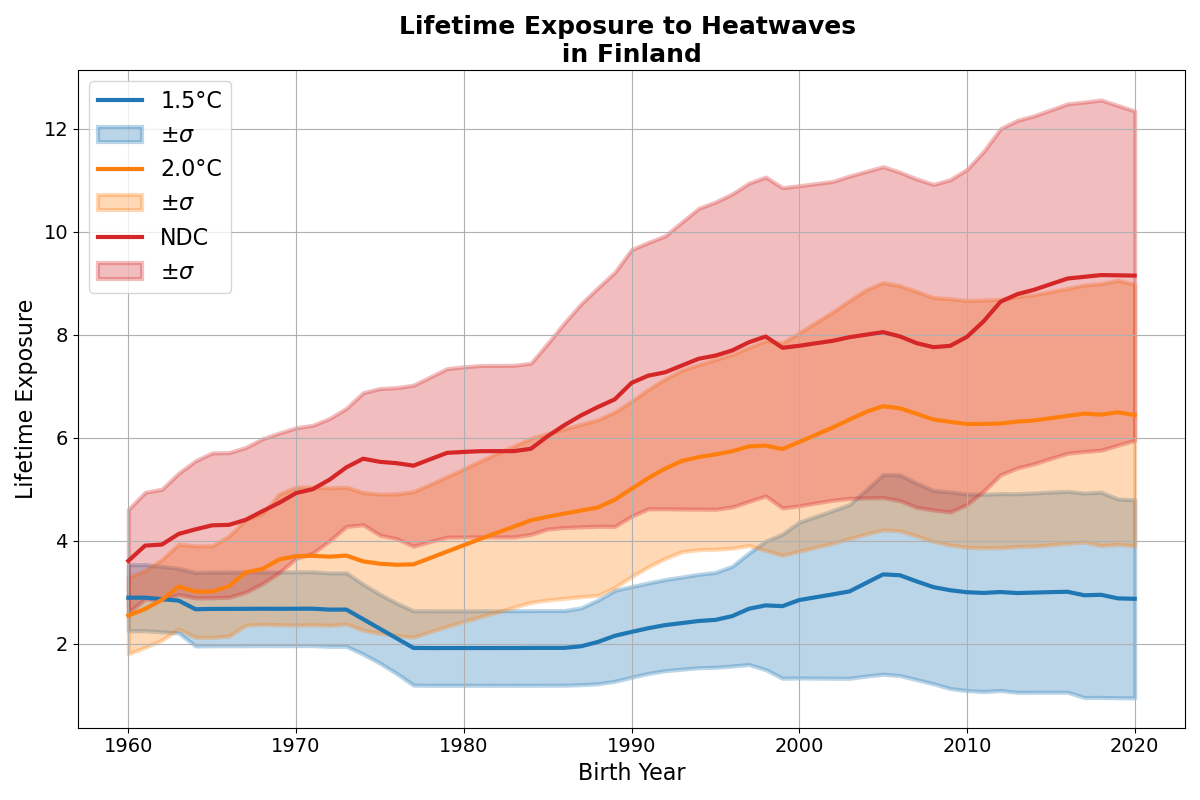 Lifetime Exposure to Heatwaves
in Finland
1.5°C
±σ
2.0°C
±σ
NDC
±σ
12
10
8
6
4
2
Lifetime Exposure
1960 1970 1980 1990 2000 2010 2020
Birth Year